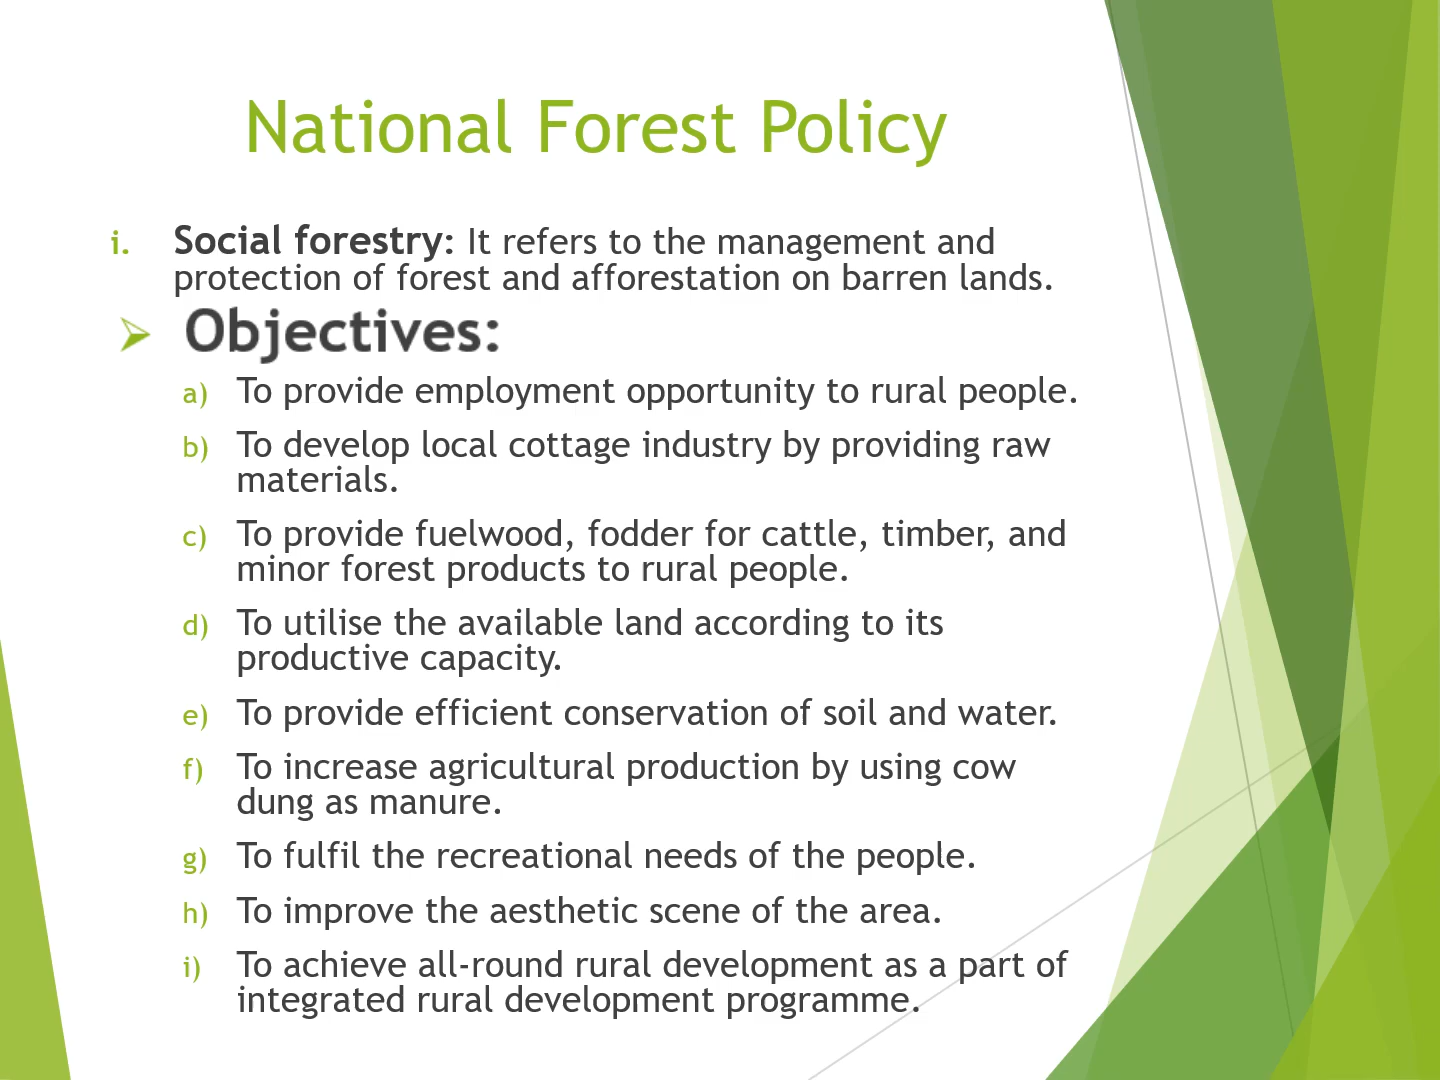 National Forest Policy
i. Social forestry: It refers to the management and
protection of forest and afforestation on barren lands.
➢ Objectives:
a) To provide employment opportunity to rural people.
b) To develop local cottage industry by providing raw
materials.
c) To provide fuelwood, fodder for cattle, timber, and
minor forest products to rural people.
d) To utilise the available land according to its
productive capacity.
e) To provide efficient conservation of soil and water.
f) To increase agricultural production by using cow
dung as manure.
g) To fulfil the recreational needs of the people.
h) To improve the aesthetic scene of the area.
i) To achieve all-round rural development as a part of
integrated rural development programme.